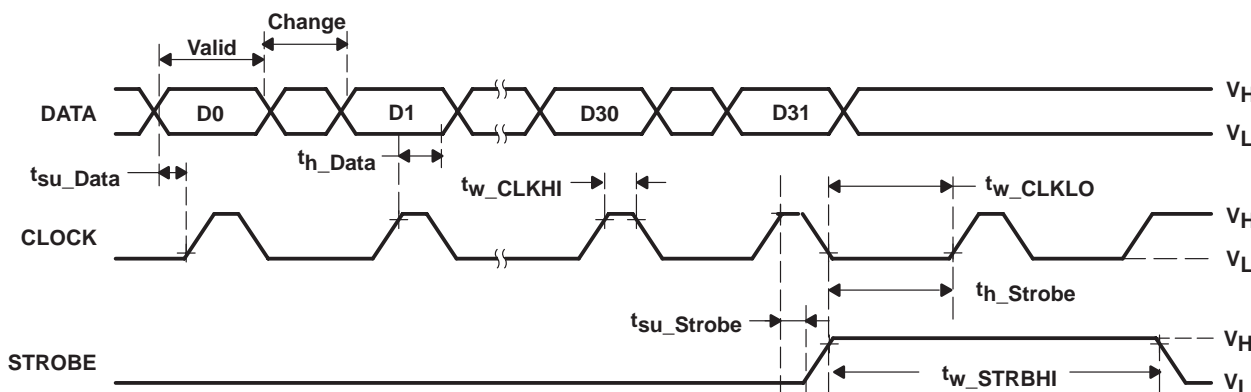 Change
Valid
DATA D0 D1 D30 D31 VH
VL
tsu_Data th_Data tw_CLKHI tw_CLKLO
CLOCK VH
VL
th_Strobe
tsu_Strobe
STROBE VH
tw_STRBHI VL